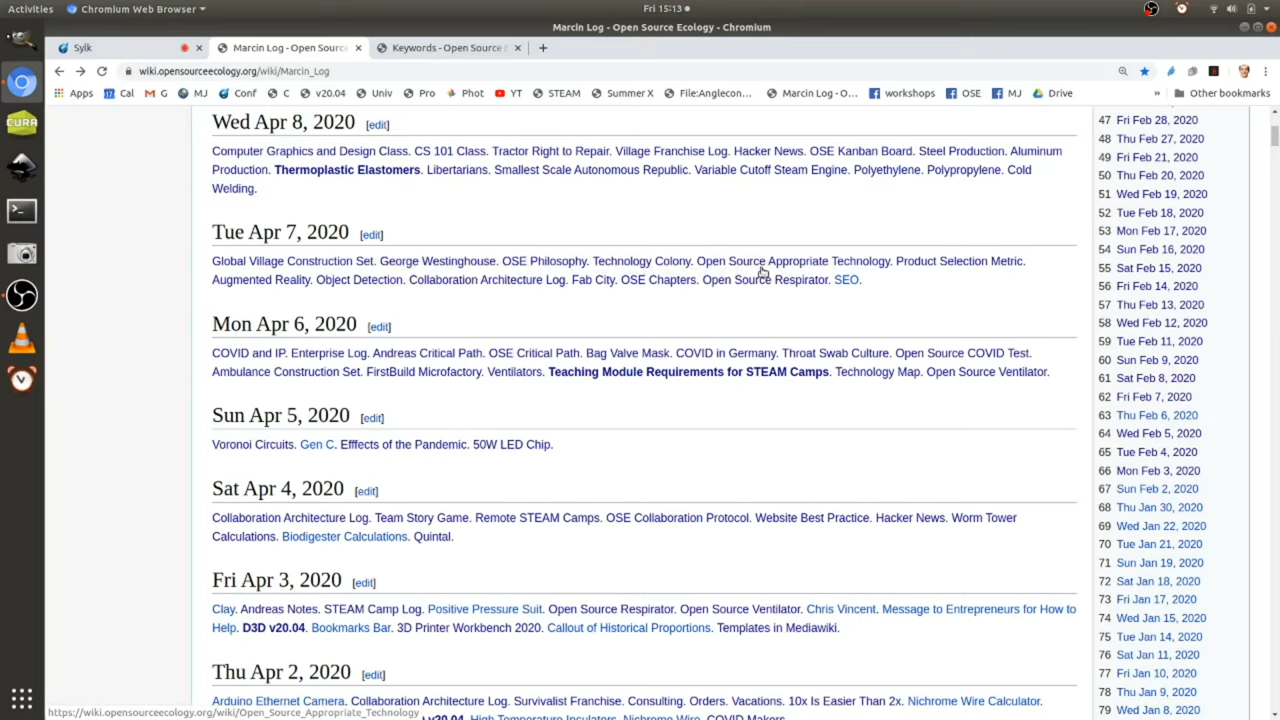 Activities Chromium Web Browser Fri 15:13
Marcin Log - Open Source Ecology - Chromium
Sylk Marcin Log - Open Source Keywords - Open Source
wiki.opensourceecology.org/wiki/Marcin_Log
Apps Cal G MJ Conf C v20.04 Univ Pro Phot YT STEAM Summer X File:Anglecon... Marcin Log - O... workshops OSE MJ Drive » Other bookmarks
CURA
Wed Apr 8, 2020 [edit]
Computer Graphics and Design Class. CS 101 Class. Tractor Right to Repair. Village Franchise Log. Hacker News. OSE Kanban Board. Steel Production. Aluminum
Production. Thermoplastic Elastomers. Libertarians. Smallest Scale Autonomous Republic. Variable Cutoff Steam Engine. Polyethylene. Polypropylene. Cold
Welding.
Tue Apr 7, 2020 [edit]
Global Village Construction Set. George Westinghouse. OSE Philosophy. Technology Colony. Open Source Appropriate Technology. Product Selection Metric.
Augmented Reality. Object Detection. Collaboration Architecture Log. Fab City. OSE Chapters. Open Source Respirator. SEO.
Mon Apr 6, 2020 [edit]
COVID and IP. Enterprise Log. Andreas Critical Path. OSE Critical Path. Bag Valve Mask. COVID in Germany. Throat Swab Culture. Open Source COVID Test.
Ambulance Construction Set. FirstBuild Microfactory. Ventilators. Teaching Module Requirements for STEAM Camps. Technology Map. Open Source Ventilator.
Sun Apr 5, 2020 [edit]
Voronoi Circuits. Gen C. Efffects of the Pandemic. 50W LED Chip.
Sat Apr 4, 2020 [edit]
Collaboration Architecture Log. Team Story Game. Remote STEAM Camps. OSE Collaboration Protocol. Website Best Practice. Hacker News. Worm Tower
Calculations. Biodigester Calculations. Quintal.
Fri Apr 3, 2020 [edit]
Clay. Andreas Notes. STEAM Camp Log. Positive Pressure Suit. Open Source Respirator. Open Source Ventilator. Chris Vincent. Message to Entrepreneurs for How to
Help. D3D v20.04. Bookmarks Bar. 3D Printer Workbench 2020. Callout of Historical Proportions. Templates in Mediawiki.
Thu Apr 2, 2020 [edit]
Arduino Ethernet Camera. Collaboration Architecture Log. Survivalist Franchise. Consulting. Orders. Vacations. 10x Is Easier Than 2x. Nichrome Wire Calculator.
v20.04. High Temperature Insulators. Nichrome Wire. COVID Makers.
https://wiki.opensourceecology.org/wiki/Open_Source_Appropriate_Technology
47 Fri Feb 28, 2020
48 Thu Feb 27, 2020
49 Fri Feb 21, 2020
50 Thu Feb 20, 2020
51 Wed Feb 19, 2020
52 Tue Feb 18, 2020
53 Mon Feb 17, 2020
54 Sun Feb 16, 2020
55 Sat Feb 15, 2020
56 Fri Feb 14, 2020
57 Thu Feb 13, 2020
58 Wed Feb 12, 2020
59 Tue Feb 11, 2020
60 Sun Feb 9, 2020
61 Sat Feb 8, 2020
62 Fri Feb 7, 2020
63 Thu Feb 6, 2020
64 Wed Feb 5, 2020
65 Tue Feb 4, 2020
66 Mon Feb 3, 2020
67 Sun Feb 2, 2020
68 Thu Jan 30, 2020
69 Wed Jan 22, 2020
70 Tue Jan 21, 2020
71 Sun Jan 19, 2020
72 Sat Jan 18, 2020
73 Fri Jan 17, 2020
74 Wed Jan 15, 2020
75 Tue Jan 14, 2020
76 Sat Jan 11, 2020
77 Fri Jan 10, 2020
78 Thu Jan 9, 2020
79 Wed Jan 8, 2020